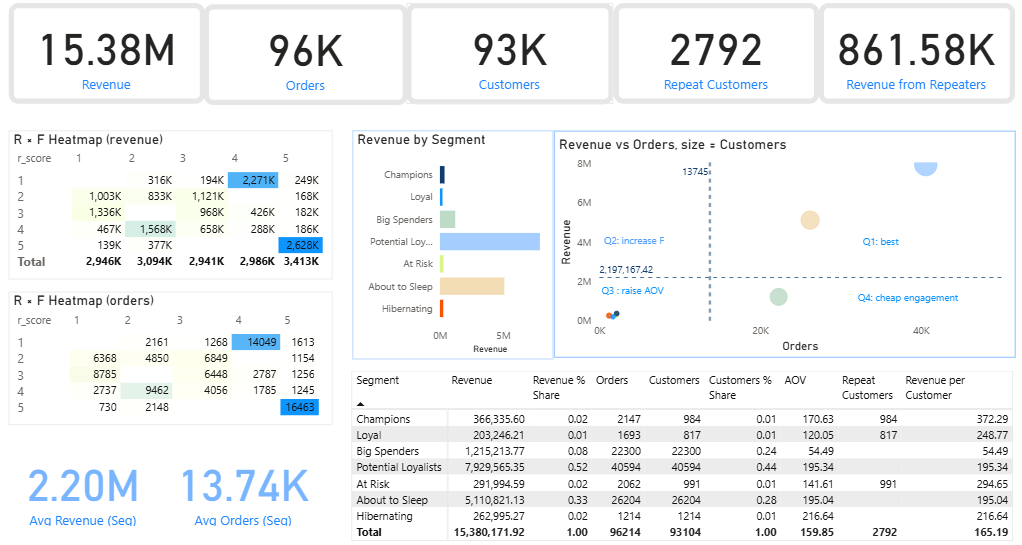 15.38M 96K 93K 2792 861.58K
Revenue Orders Customers Repeat Customers Revenue from Repeaters
R × F Heatmap (revenue)
r_score 1 2 3 4 5
1 316K 194K 2,271K 249K
2 1,003K 833K 1,121K 168K
3 1,336K 968K 426K 182K
4 467K 1,568K 658K 288K 186K
5 139K 377K 2,628K
Total 2,946K 3,094K 2,941K 2,986K 3,413K
R × F Heatmap (orders)
r_score 1 2 3 4 5
1 2161 1268 14049 1613
2 6368 4850 6849 1154
3 8785 6448 2787 1256
4 2737 9462 4056 1785 1245
5 730 2148 16463
2.20M 13.74K
Avg Revenue (Seg) Avg Orders (Seg)
Revenue by Segment
Champions
Loyal
Big Spenders
Potential Loy...
At Risk
About to Sleep
Hibernating
0M 5M
Revenue
Revenue vs Orders, size = Customers
8M
13745
6M
4M
Q2: increase F
Q1: best
2,197,167.42
2M
Q3 : raise AOV
Q4: cheap engagement
0M
0K 20K 40K
Revenue
Orders
Segment Revenue Revenue % Share Orders Customers Customers % Share AOV Repeat Customers Revenue per Customer
Champions 366,335.60 0.02 2147 984 0.01 170.63 984 372.29
Loyal 203,246.21 0.01 1693 817 0.01 120.05 817 248.77
Big Spenders 1,215,213.77 0.08 22300 22300 0.24 54.49 54.49
Potential Loyalists 7,929,565.35 0.52 40594 40594 0.44 195.34 195.34
At Risk 291,994.59 0.02 2062 991 0.01 141.61 991 294.65
About to Sleep 5,110,821.13 0.33 26204 26204 0.28 195.04 195.04
Hibernating 262,995.27 0.02 1214 1214 0.01 216.64 216.64
Total 15,380,171.92 1.00 96214 93104 1.00 159.85 2792 165.19